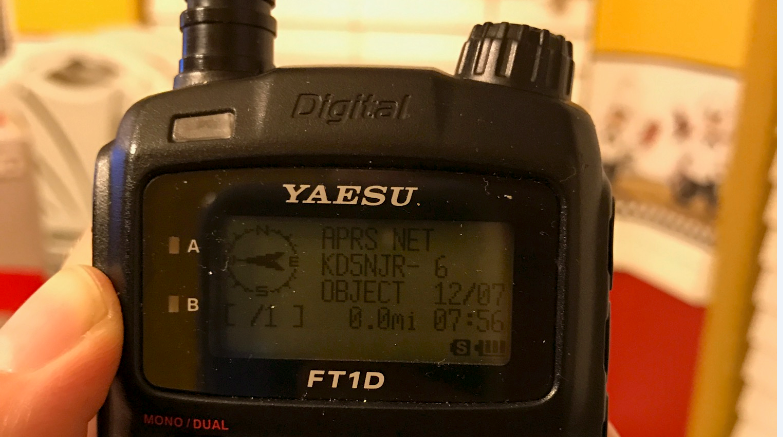 Digital
YAESU
A
B
N
E
S
APRS NET
KD5NJR- 6
OBJECT 12/07
[ /1 ] 0.0mi 07:56
S
FT1D
MONO/DUAL